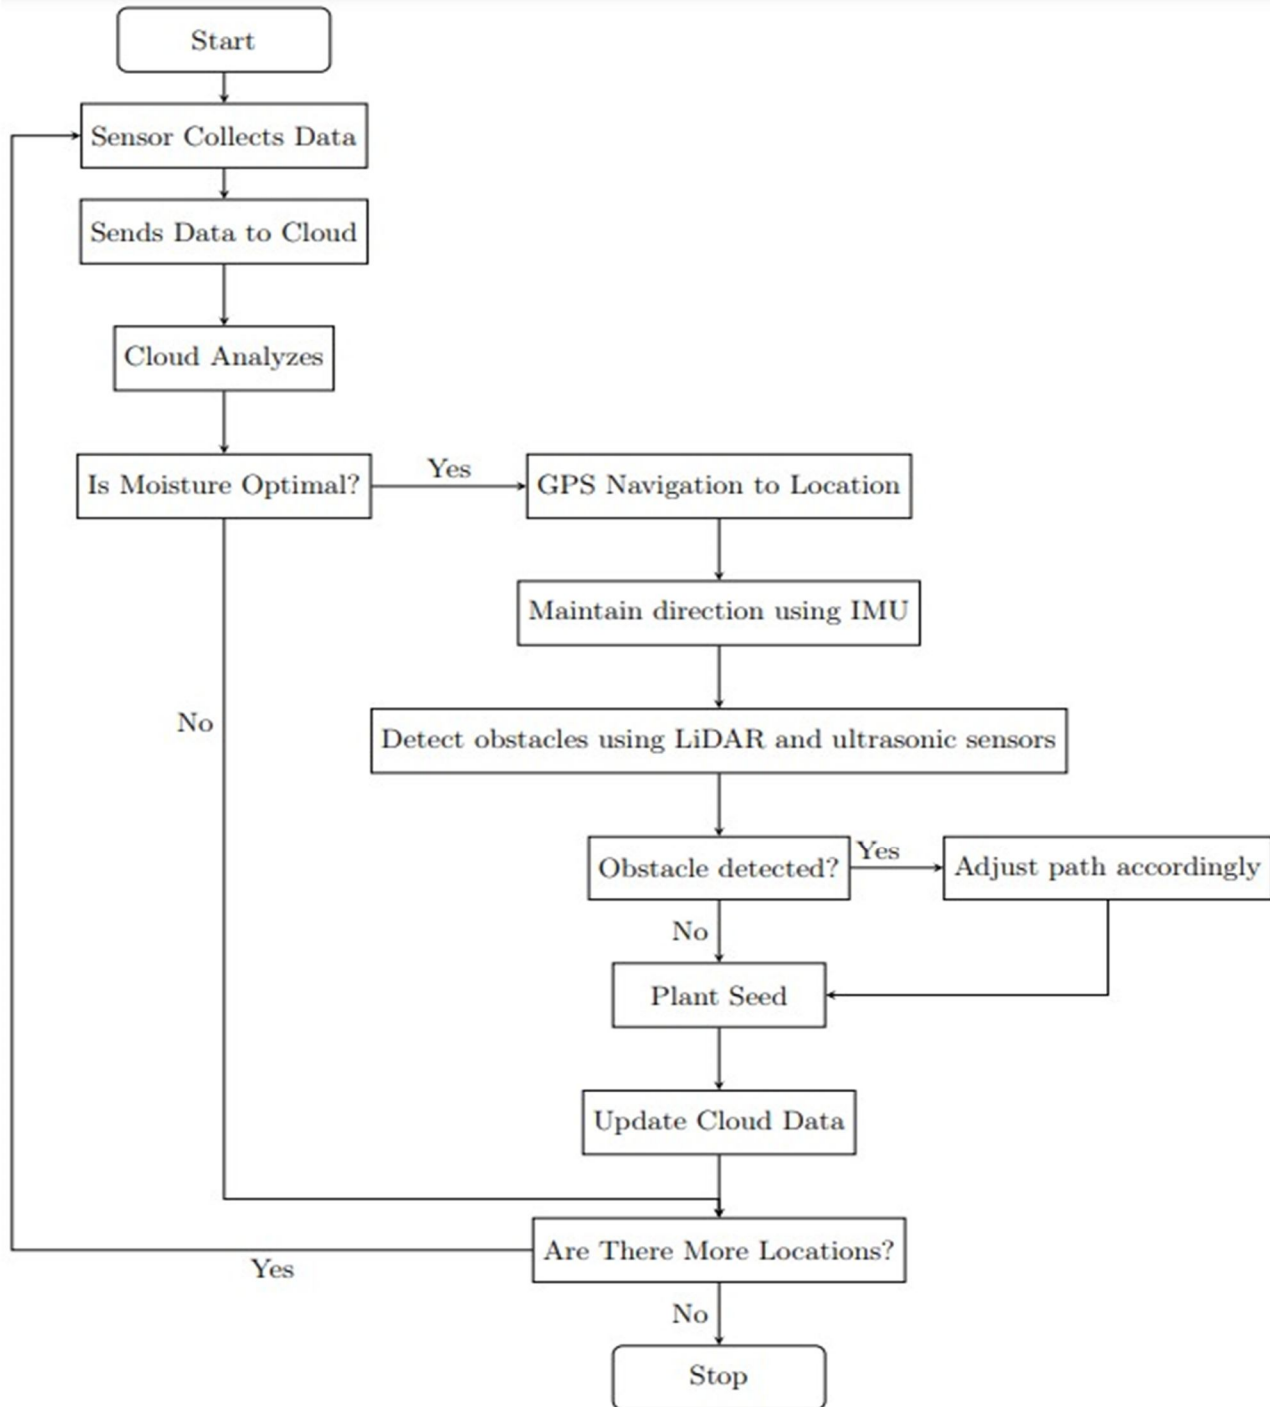 Start
Sensor Collects Data
Sends Data to Cloud
Cloud Analyzes
Is Moisture Optimal?
Yes
GPS Navigation to Location
Maintain direction using IMU
No
Detect obstacles using LiDAR and ultrasonic sensors
Obstacle detected?
Yes
Adjust path accordingly
No
Plant Seed
Update Cloud Data
Are There More Locations?
Yes
No
Stop